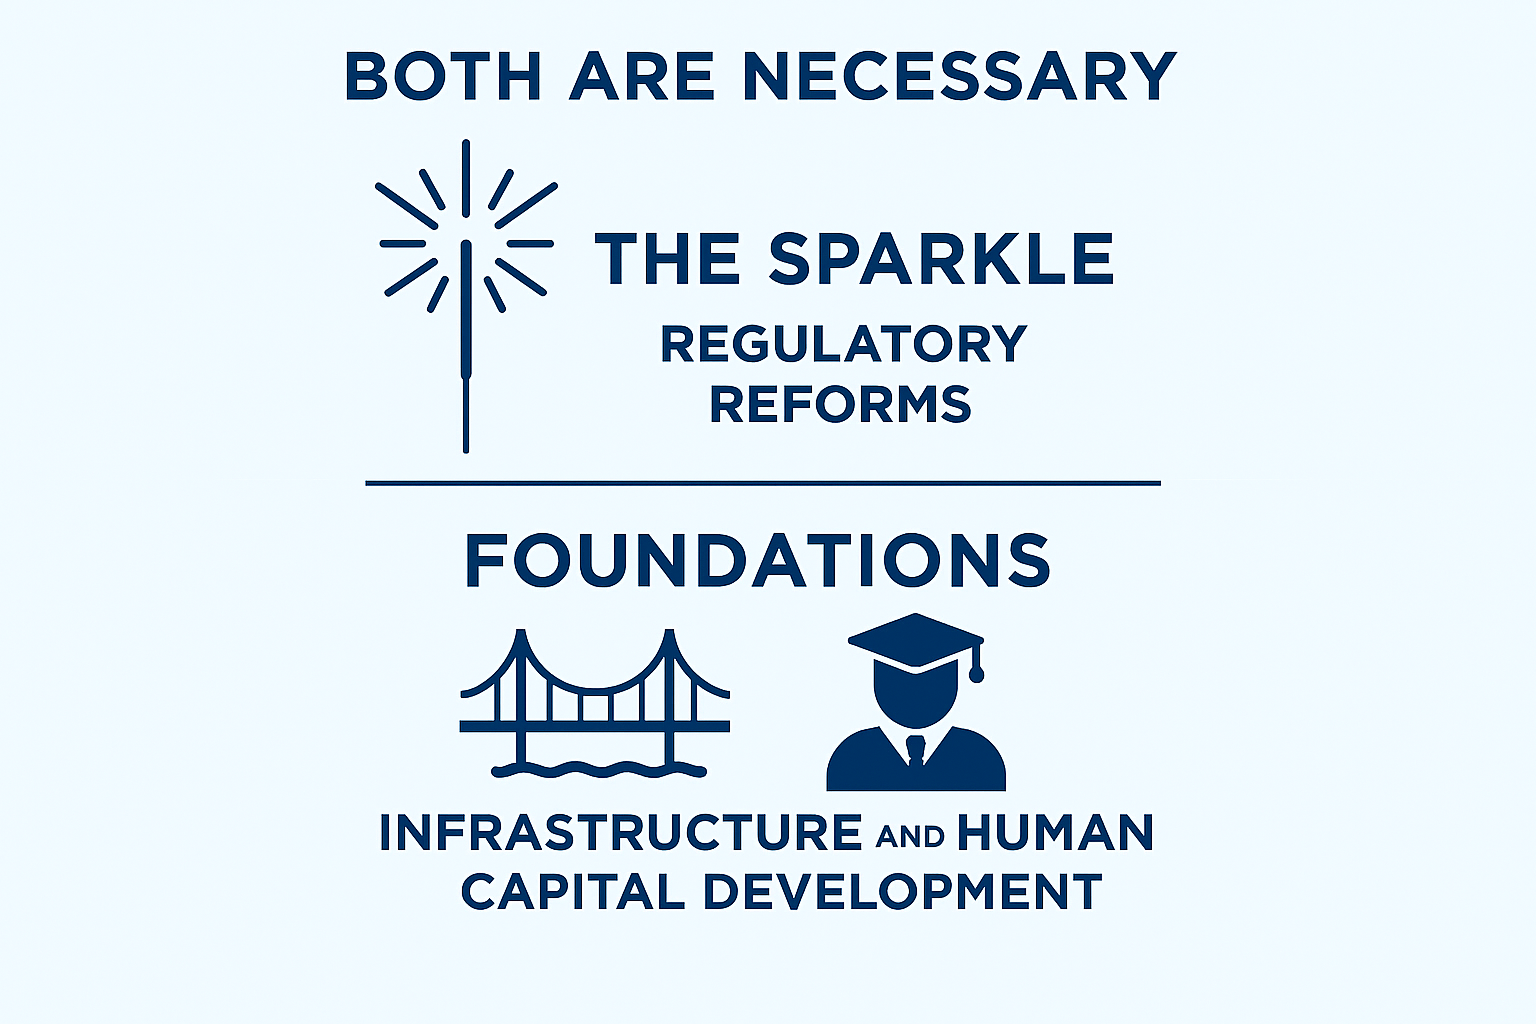 BOTH ARE NECESSARY
THE SPARKLE
REGULATORY
REFORMS
FOUNDATIONS
INFRASTRUCTURE AND HUMAN
CAPITAL DEVELOPMENT